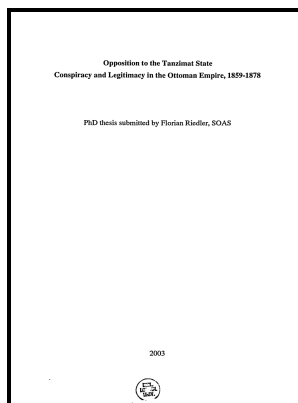 Opposition to the Tanzimat State
Conspiracy and Legitimacy in the Ottoman Empire, 1859-1878
PhD thesis submitted by Florian Riedler, SOAS
2003